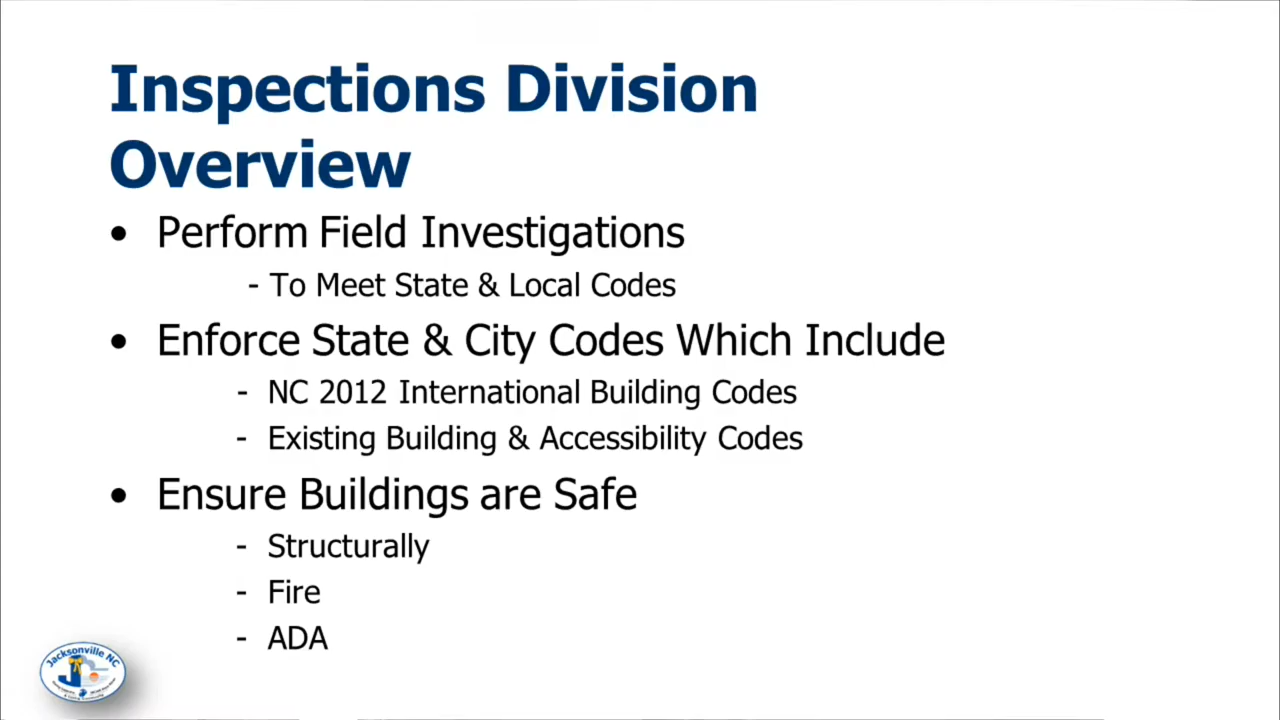 Inspections Division
Overview
• Perform Field Investigations
- To Meet State & Local Codes
• Enforce State & City Codes Which Include
- NC 2012 International Building Codes
- Existing Building & Accessibility Codes
• Ensure Buildings are Safe
- Structurally
- Fire
- ADA
Jacksonville NC